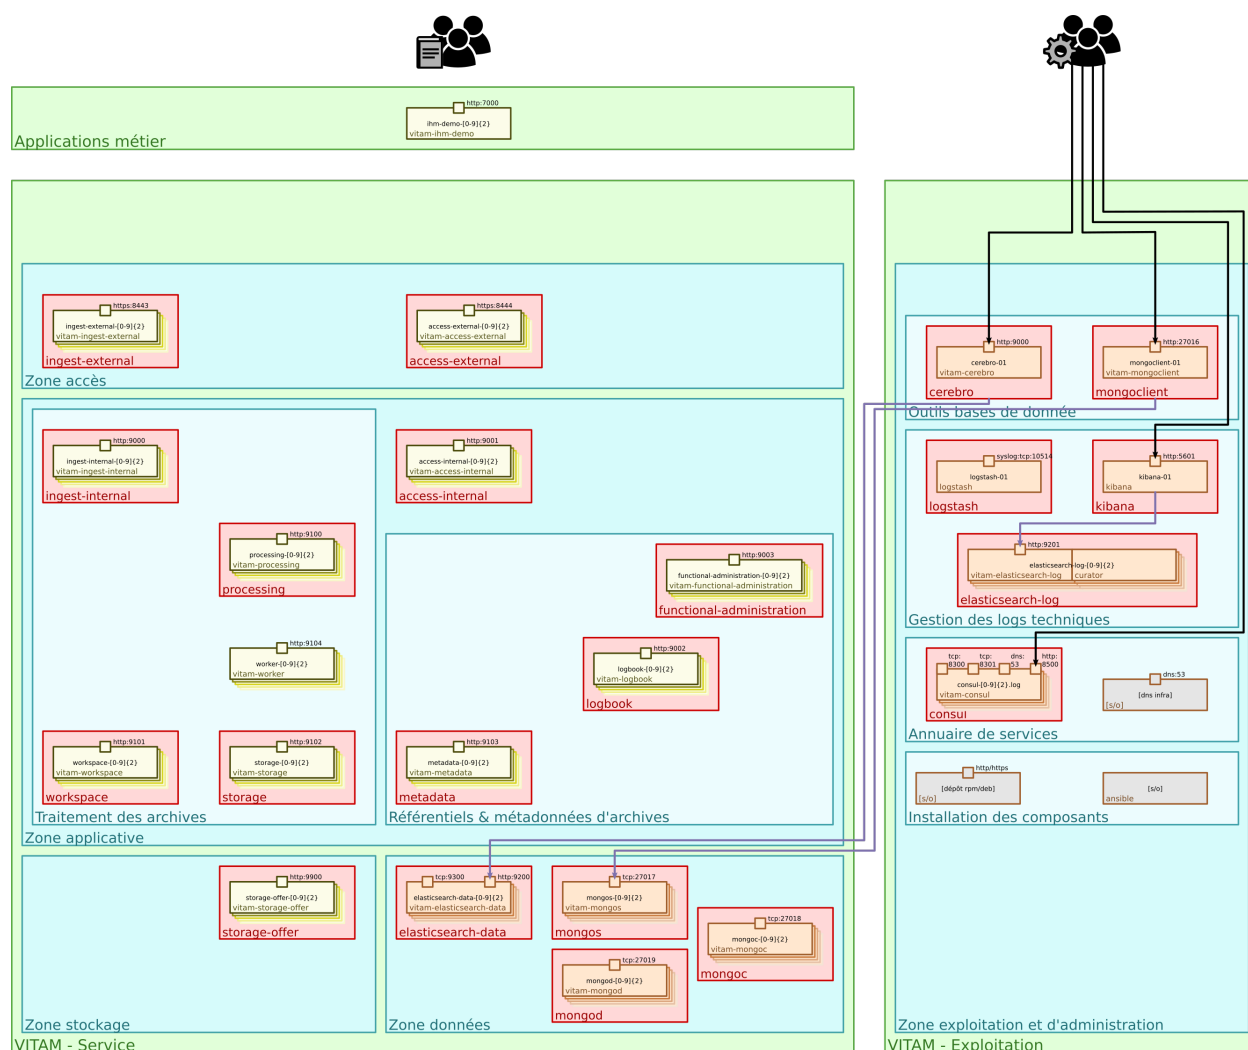 http:7000
ihm-demo-[0-9]{2}
vitam-ihm-demo
Applications métier
https:8443
ingest-external-[0-9]{2}
vitam-ingest-external
ingest-external
https:8444
access-external-[0-9]{2}
vitam-access-external
access-external
Zone accès
http:9000
ingest-internal-[0-9]{2}
vitam-ingest-internal
ingest-internal
http:9001
access-internal-[0-9]{2}
vitam-access-internal
access-internal
http:9100
processing-[0-9]{2}
vitam-processing
processing
http:9003
functional-administration-[0-9]{2}
vitam-functional-administration
functional-administration
http:9104
worker-[0-9]{2}
vitam-worker
http:9002
logbook-[0-9]{2}
vitam-logbook
logbook
http:9101
workspace-[0-9]{2}
vitam-workspace
workspace
http:9102
storage-[0-9]{2}
vitam-storage
storage
http:9103
metadata-[0-9]{2}
vitam-metadata
metadata
Traitement des archives
Référentiels & métadonnées d'archives
Zone applicative
http:9900
storage-offer-[0-9]{2}
vitam-storage-offer
storage-offer
Zone stockage
tcp:9300
http:9200
elasticsearch-data-[0-9]{2}
vitam-elasticsearch-data
elasticsearch-data
tcp:27017
mongos-[0-9]{2}
vitam-mongos
mongos
tcp:27018
mongoc-[0-9]{2}
vitam-mongoc
mongoc
tcp:27019
mongod-[0-9]{2}
vitam-mongod
mongod
Zone données
VITAM - Service
http:9000
cerebro-01
vitam-cerebro
cerebro
http:27016
mongoclient-01
vitam-mongoclient
mongoclient
Outils bases de donnée
syslog:tcp:10514
logstash-01
logstash
logstash
http:5601
kibana-01
kibana
kibana
http:9201
elasticsearch-log-[0-9]{2}
vitam-elasticsearch-log
curator
elasticsearch-log
Gestion des logs techniques
tcp:
8300
tcp:
8301
dns:
53
http:
8500
consul-[0-9]{2}.log
vitam-consul
consul
dns:53
[dns infra]
[s/o]
Annuaire de services
http/https
[dépôt rpm/deb]
[s/o]
[s/o]
ansible
Installation des composants
Zone exploitation et d'administration
VITAM - Exploitation